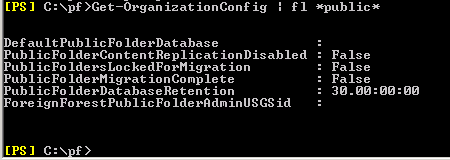 [PS] C:\pf>Get-OrganizationConfig | fl *public*
DefaultPublicFolderDatabase :
PublicFolderContentReplicationDisabled : False
PublicFoldersLockedForMigration : False
PublicFolderMigrationComplete : False
PublicFolderDatabaseRetention : 30.00:00:00
ForeignForestPublicFolderAdminUSGSid :
[PS] C:\pf>